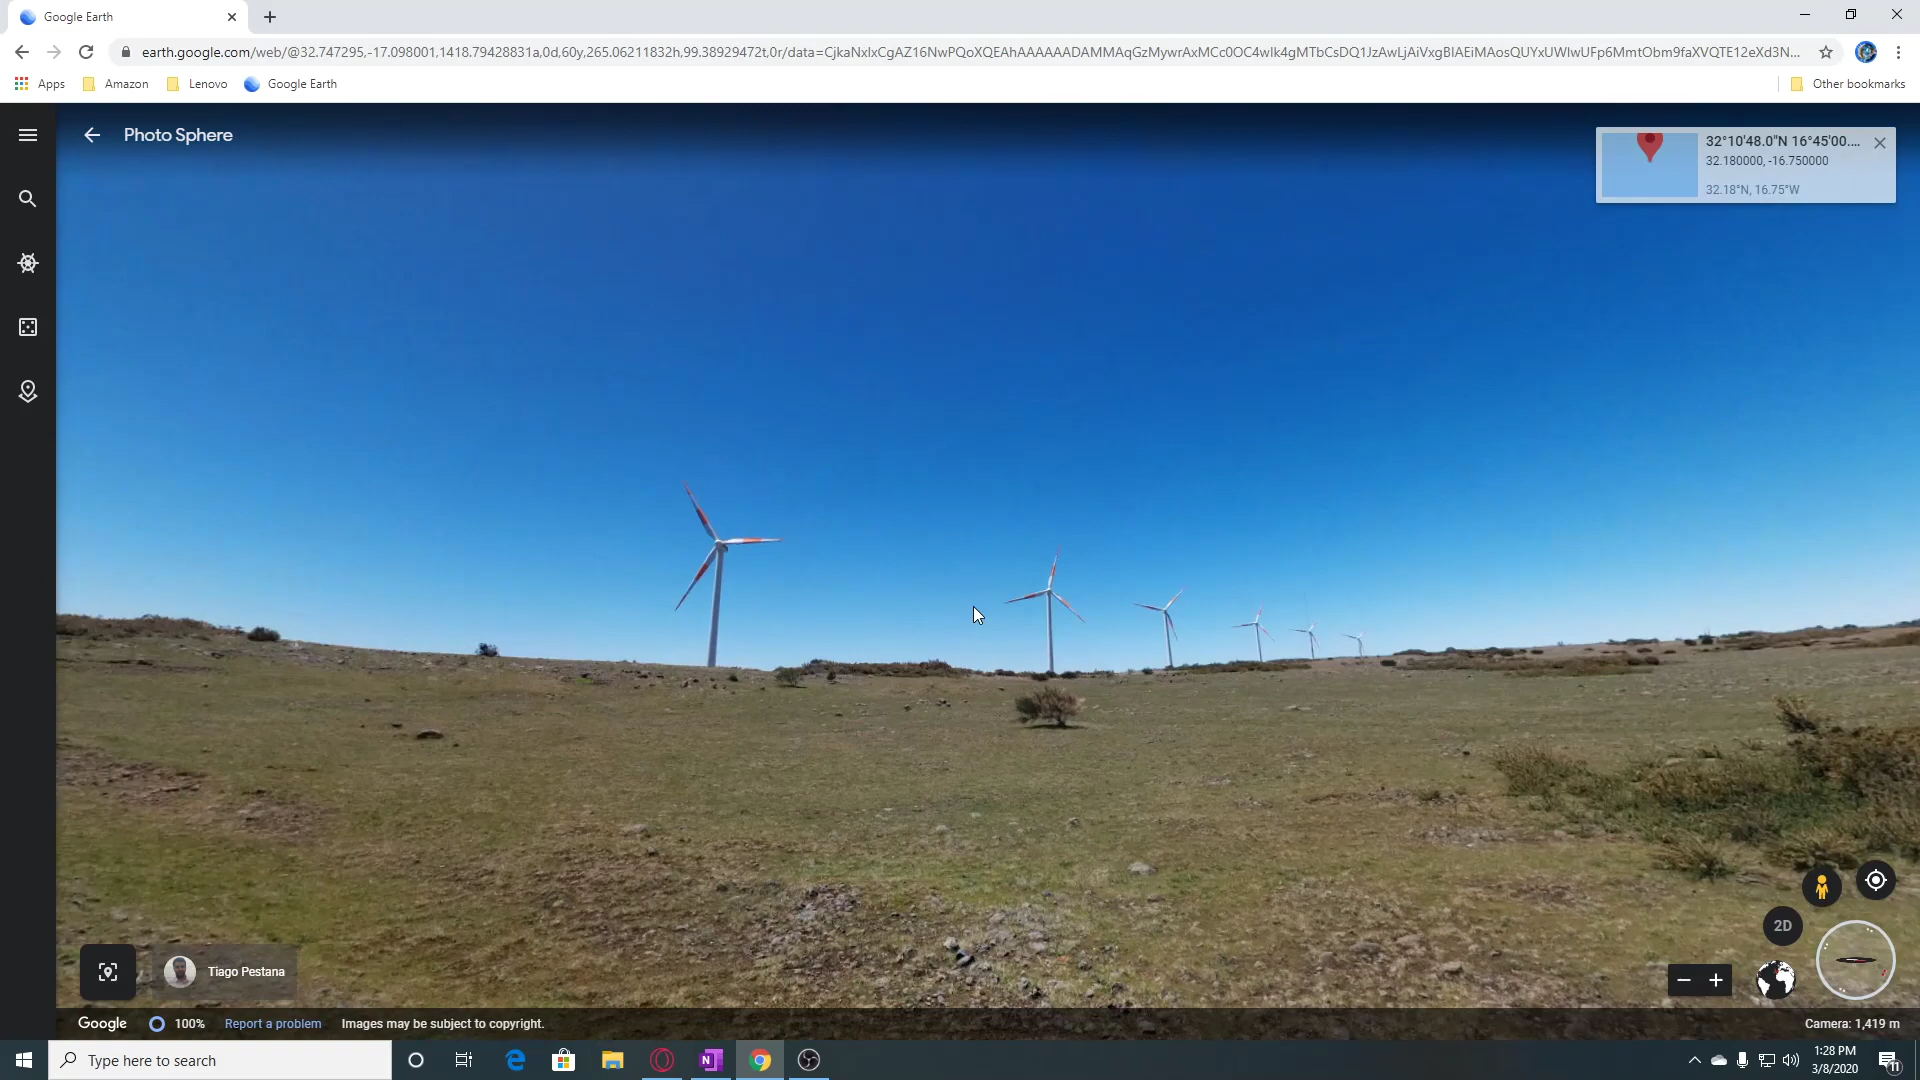 Google Earth
earth.google.com/web/@32.747295,-17.098001,1418.79428831a,0d,60y,265.06211832h,99.38929472t,0r/data=CjkaNxIxCgAZ16NwPQoXQEAhAAAAAADAMMAqGzMywrAxMCc0OC4wIk4gMTbCsDQ1JzAwLjAiVxgBIAEiMAosQUYxUWIwUFp6MmtObm9faXVQTE12eXd3N...
Apps Amazon Lenovo Google Earth Other bookmarks
Photo Sphere
32°10'48.0"N 16°45'00....
32.180000, -16.750000
32.18°N, 16.75°W
2D
Tiago Pestana
Google 100% Report a problem Images may be subject to copyright. Camera: 1,419 m
Type here to search
N
1:28 PM
3/8/2020
11